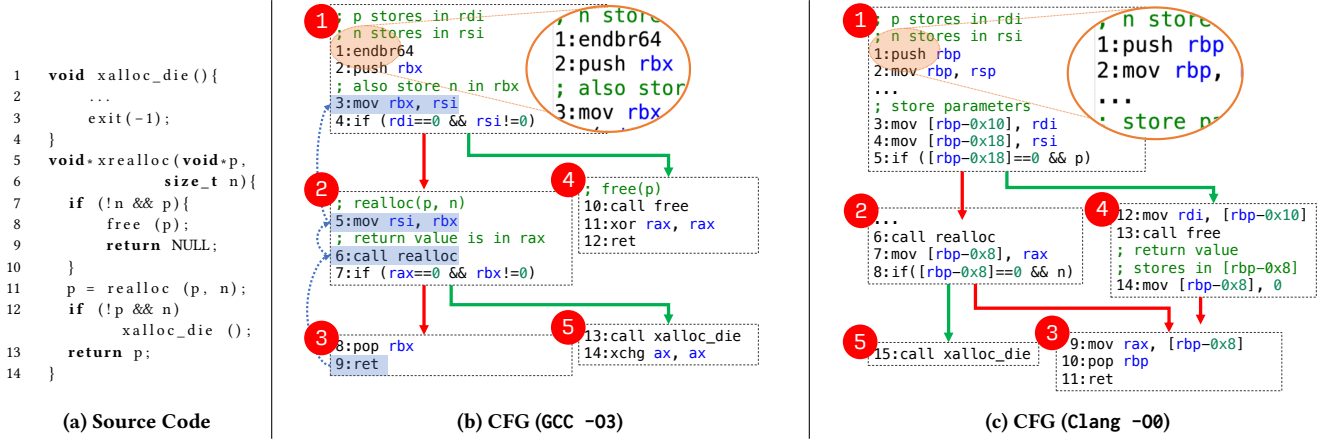 1 void xalloc_die(){
2 ...
3 exit(-1);
4 }
5 void* xrealloc(void*p,
6 size_t n){
7 if (!n && p){
8 free (p);
9 return NULL;
10 }
11 p = realloc (p, n);
12 if (!p && n)
xalloc_die ();
13 return p;
14 }
(a) Source Code
1
; p stores in rdi
; n stores in rsi
1:endbr64
2:push rbx
; also store n in rbx
3:mov rbx, rsi
4:if (rdi==0 && rsi!=0)
; n store
1:endbr64
2:push rbx
; also stor
3:mov rbx
2
; realloc(p, n)
5:mov rsi, rbx
; return value is in rax
6:call realloc
7:if (rax==0 && rbx!=0)
4
; free(p)
10:call free
11:xor rax, rax
12:ret
3
8:pop rbx
9:ret
5
13:call xalloc_die
14:xchg ax, ax
(b) CFG (GCC -O3)
1
; p stores in rdi
; n stores in rsi
1:push rbp
2:mov rbp, rsp
...
; store parameters
3:mov [rbp-0x10], rdi
4:mov [rbp-0x18], rsi
5:if ([rbp-0x18]==0 && p)
; n store
1:push rbp
2:mov rbp,
...
; store pa
2
...
6:call realloc
7:mov [rbp-0x8], rax
8:if([rbp-0x8]==0 && n)
4
12:mov rdi, [rbp-0x10]
13:call free
; return value
; stores in [rbp-0x8]
14:mov [rbp-0x8], 0
5
15:call xalloc_die
3
9:mov rax, [rbp-0x8]
10:pop rbp
11:ret
(c) CFG (Clang -O0)